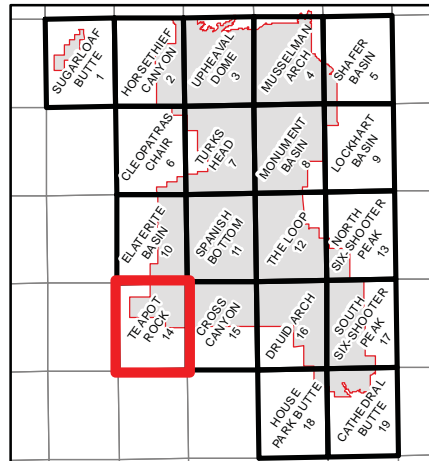 SUGARLOAF
BUTTE
1
HORSETHIEF
CANYON
2
UPHEAVAL
DOME
3
MUSSELMAN
ARCH
4
SHAFER
BASIN
5
CLEOPATRAS
CHAIR
6
TURKS
HEAD
7
MONUMENT
BASIN
8
LOCKHART
BASIN
9
ELATERITE
BASIN
10
SPANISH
BOTTOM
11
THE LOOP
12
NORTH
SIX-SHOOTER
PEAK
13
TEAPOT
ROCK
14
CROSS
CANYON
15
DRUID ARCH
16
SOUTH
SIX-SHOOTER
PEAK
17
HOUSE
PARK BUTTE
18
CATHEDRAL
BUTTE
19